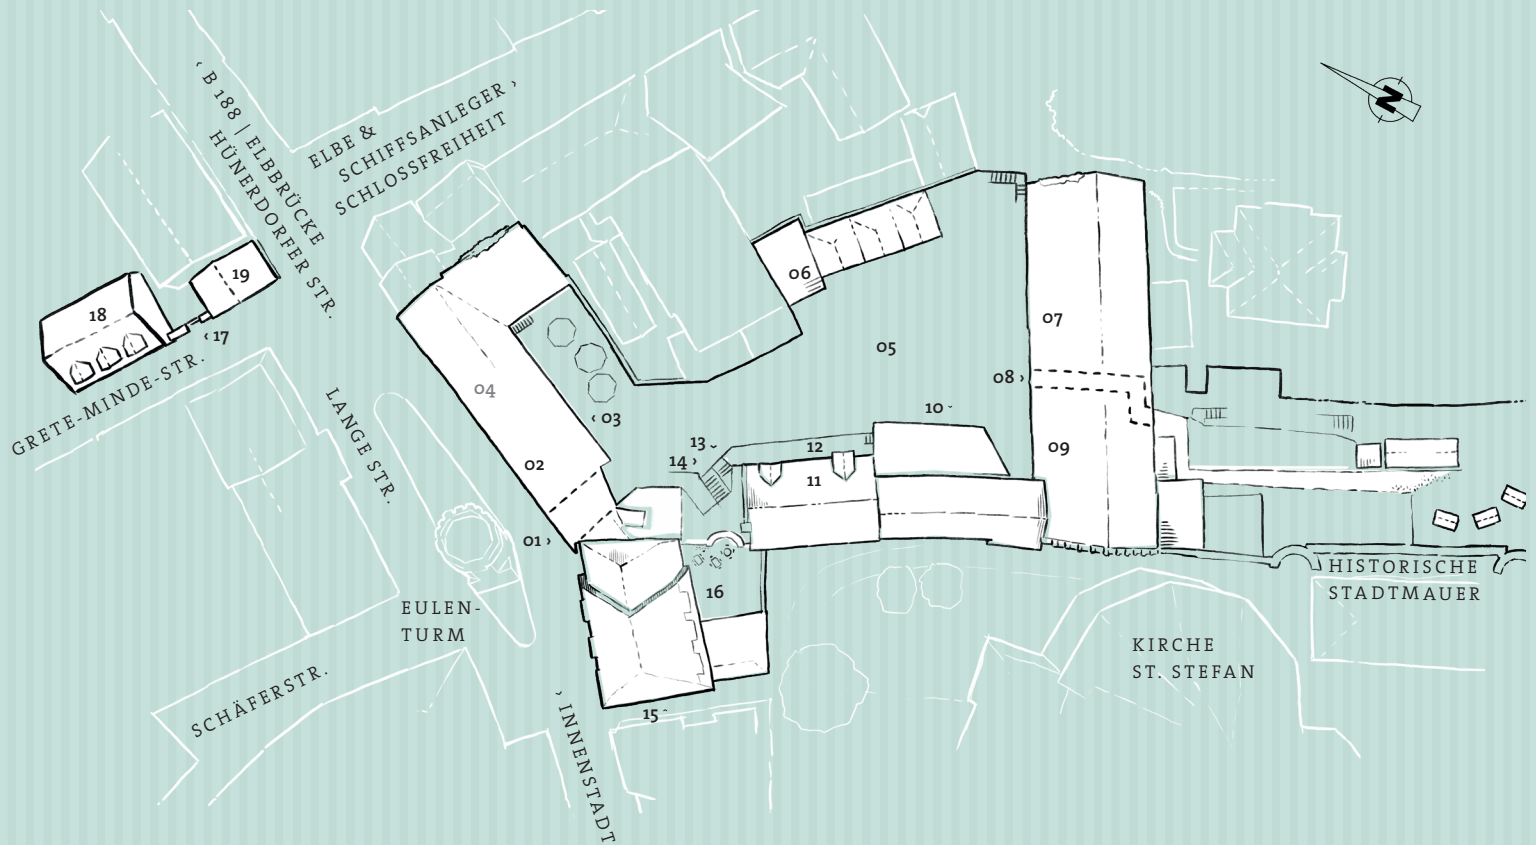 ‹ B 188 | ELBBRÜCKE
HÜNERDORFER STR.
ELBE &
SCHIFFSANLEGER ›
SCHLOSSFREIHEIT
N
19
18
‹ 17
GRETE-MINDE-STR.
LANGE STR.
06
07
05
04
08 ›
‹ 03
10 ˇ
13 ˇ
12
09
14 ›
02
11
01 ›
16
EULEN-
TURM
HISTORISCHE
STADTMAUER
KIRCHE
ST. STEFAN
SCHÄFERSTR.
15 ˆ
› INNENSTADT